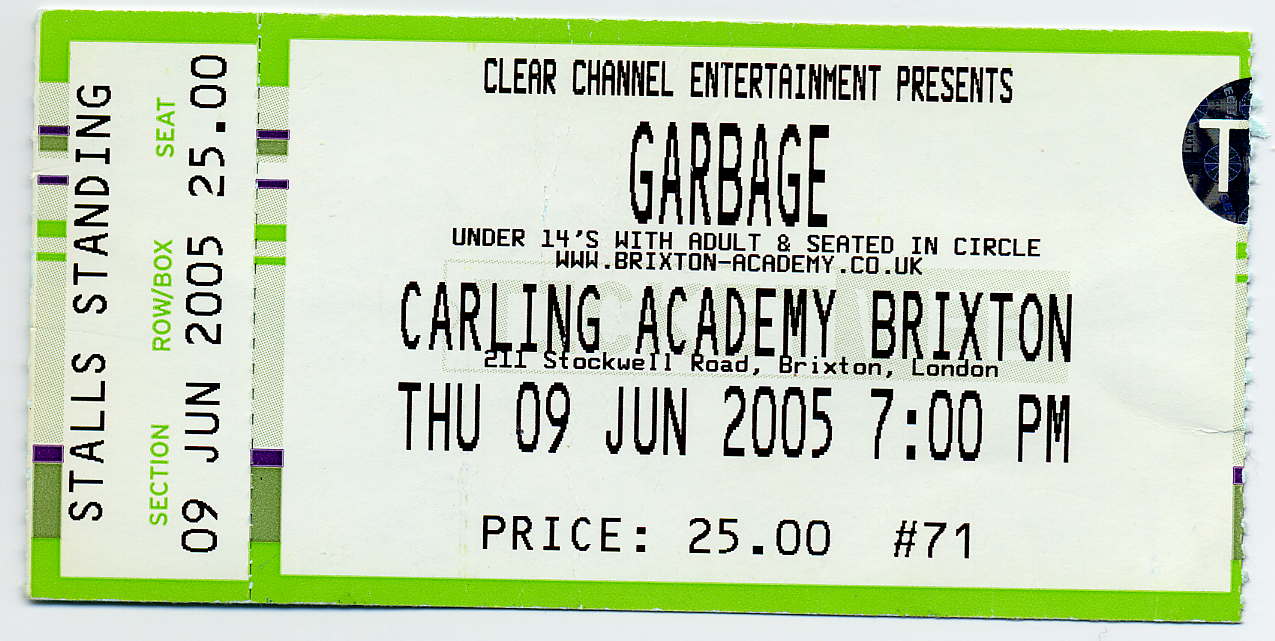 STALLS STANDING
SECTION ROW/BOX SEAT
09 JUN 2005 25.00
CLEAR CHANNEL ENTERTAINMENT PRESENTS
GARBAGE
UNDER 14'S WITH ADULT & SEATED IN CIRCLE
WWW.BRIXTON-ACADEMY.CO.UK
CARLING ACADEMY BRIXTON
211 Stockwell Road, Brixton, London
THU 09 JUN 2005 7:00 PM
PRICE: 25.00 #71
T